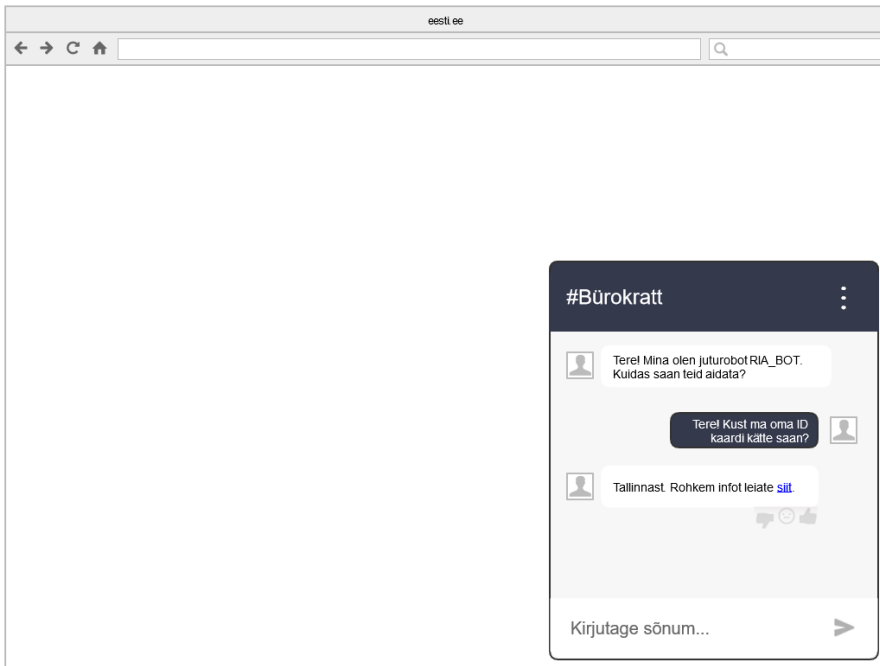 eesti.ee
#Bürokratt
Tere! Mina olen juturobot RIA_BOT.
Kuidas saan teid aidata?
Tere! Kust ma oma ID
kaardi kätte saan?
Tallinnast. Rohkem infot leiate siit.
Kirjutage sõnum...